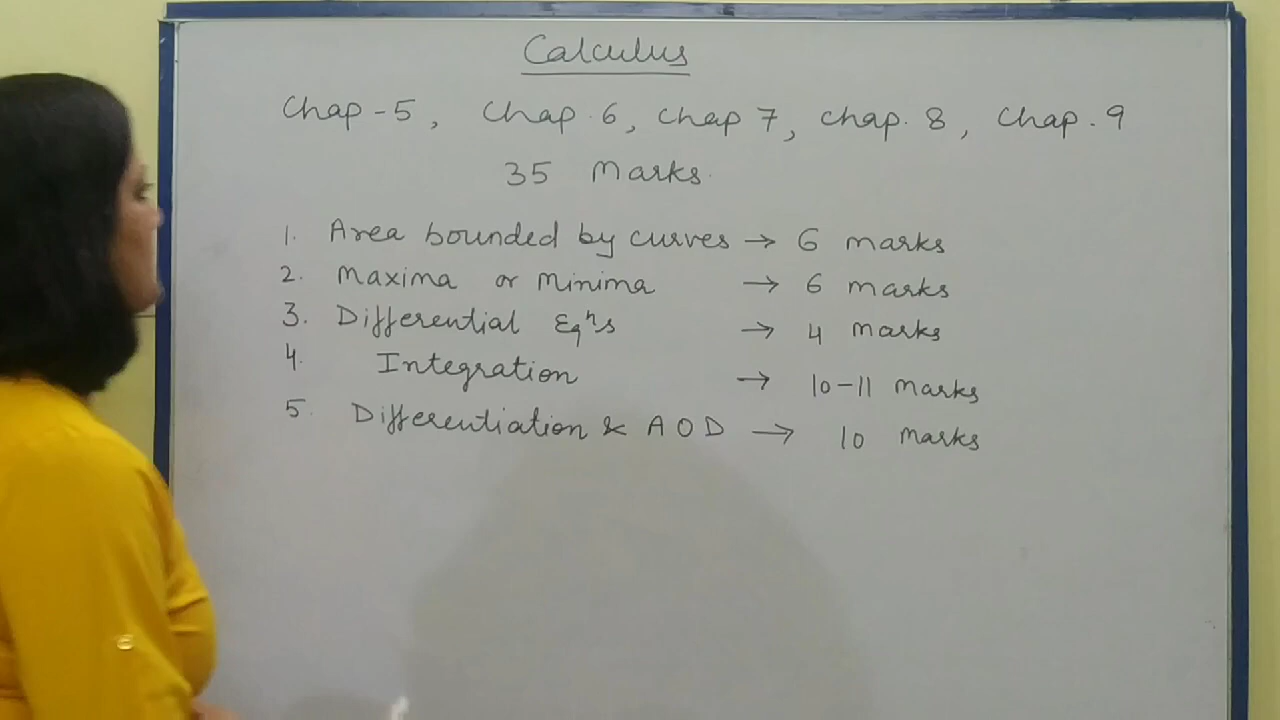 Calculus
Chap-5, Chap. 6, Chap 7, Chap. 8, Chap. 9
35 Marks.
1. Area bounded by curves → 6 marks
2. Maxima or Minima → 6 marks
3. Differential Eqⁿs → 4 marks
4. Integration → 10-11 marks
5. Differentiation & AOD → 10 marks